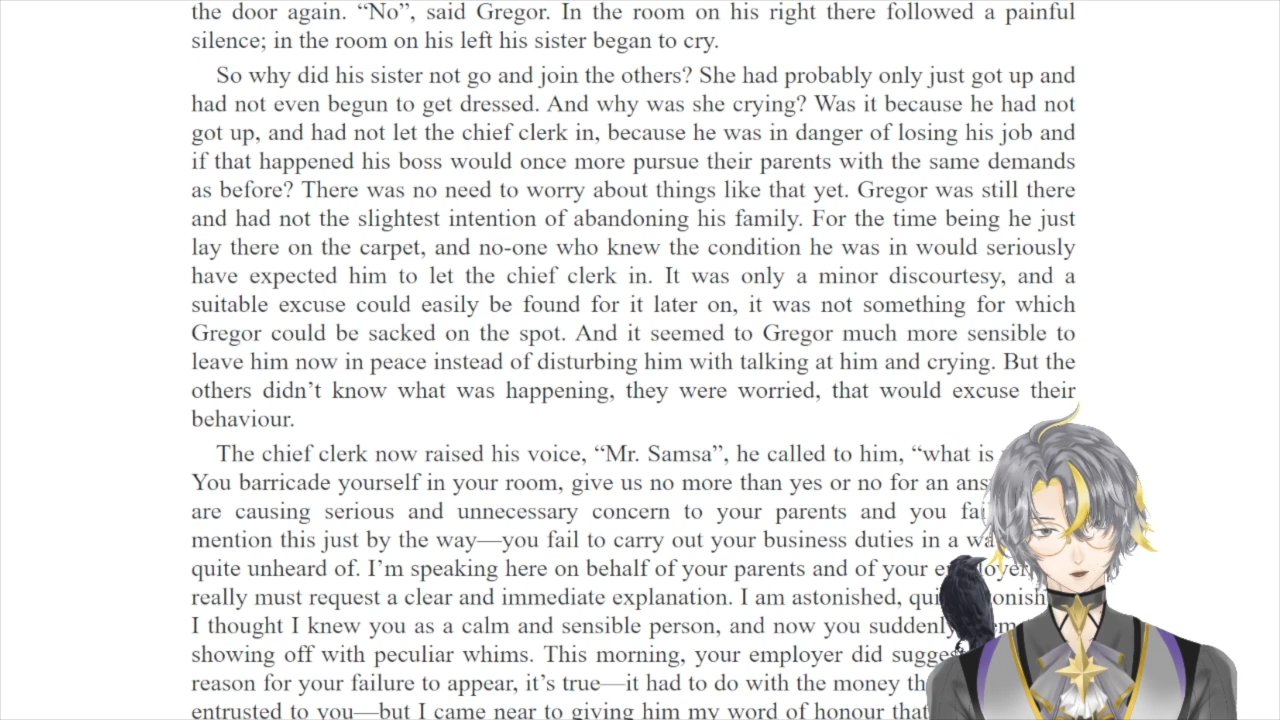 the door again. “No”, said Gregor. In the room on his right there followed a painful
silence; in the room on his left his sister began to cry.
So why did his sister not go and join the others? She had probably only just got up and
had not even begun to get dressed. And why was she crying? Was it because he had not
got up, and had not let the chief clerk in, because he was in danger of losing his job and
if that happened his boss would once more pursue their parents with the same demands
as before? There was no need to worry about things like that yet. Gregor was still there
and had not the slightest intention of abandoning his family. For the time being he just
lay there on the carpet, and no-one who knew the condition he was in would seriously
have expected him to let the chief clerk in. It was only a minor discourtesy, and a
suitable excuse could easily be found for it later on, it was not something for which
Gregor could be sacked on the spot. And it seemed to Gregor much more sensible to
leave him now in peace instead of disturbing him with talking at him and crying. But the
others didn’t know what was happening, they were worried, that would excuse their
behaviour.
The chief clerk now raised his voice, “Mr. Samsa”, he called to him, “what is
You barricade yourself in your room, give us no more than yes or no for an
are causing serious and unnecessary concern to your parents and you
mention this just by the way—you fail to carry out your business duties in a
quite unheard of. I’m speaking here on behalf of your parents and of your
really must request a clear and immediate explanation. I am astonished,
I thought I knew you as a calm and sensible person, and now you suddenly
showing off with peculiar whims. This morning, your employer did
reason for your failure to appear, it’s true—it had to do with the money
entrusted to you—but I came near to giving him my word of honour that